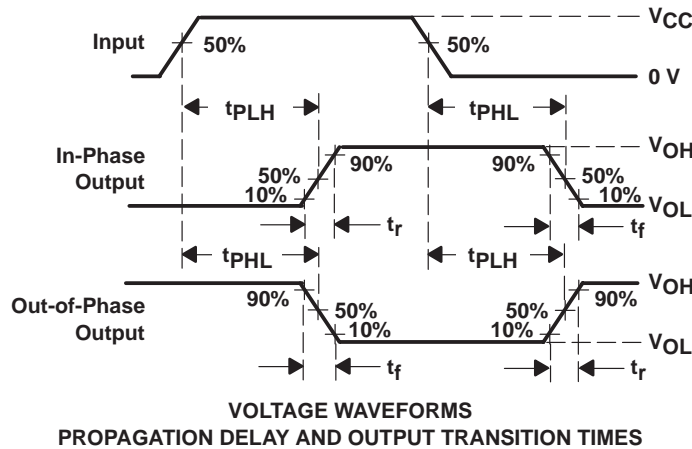 VCC
Input
50%
50%
0 V
tPLH
tPHL
In-Phase
Output
VOH
50%
10%
90%
90%
50%
10%
VOL
tr
tf
tPHL
tPLH
Out-of-Phase
Output
VOH
90%
50%
10%
50%
10%
90%
VOL
tf
tr
VOLTAGE WAVEFORMS
PROPAGATION DELAY AND OUTPUT TRANSITION TIMES